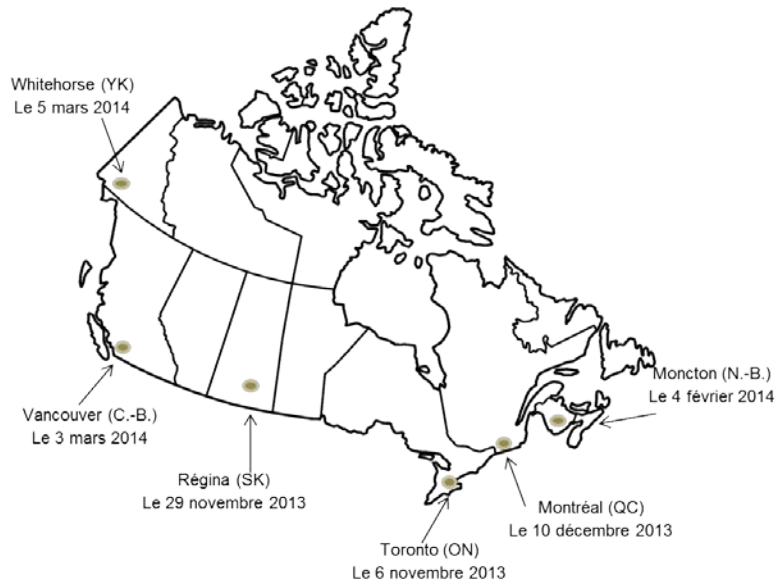 Whitehorse (YK)
Le 5 mars 2014
Moncton (N.-B.)
Le 4 février 2014
Vancouver (C.-B.)
Le 3 mars 2014
Régina (SK)
Le 29 novembre 2013
Montréal (QC)
Le 10 décembre 2013
Toronto (ON)
Le 6 novembre 2013